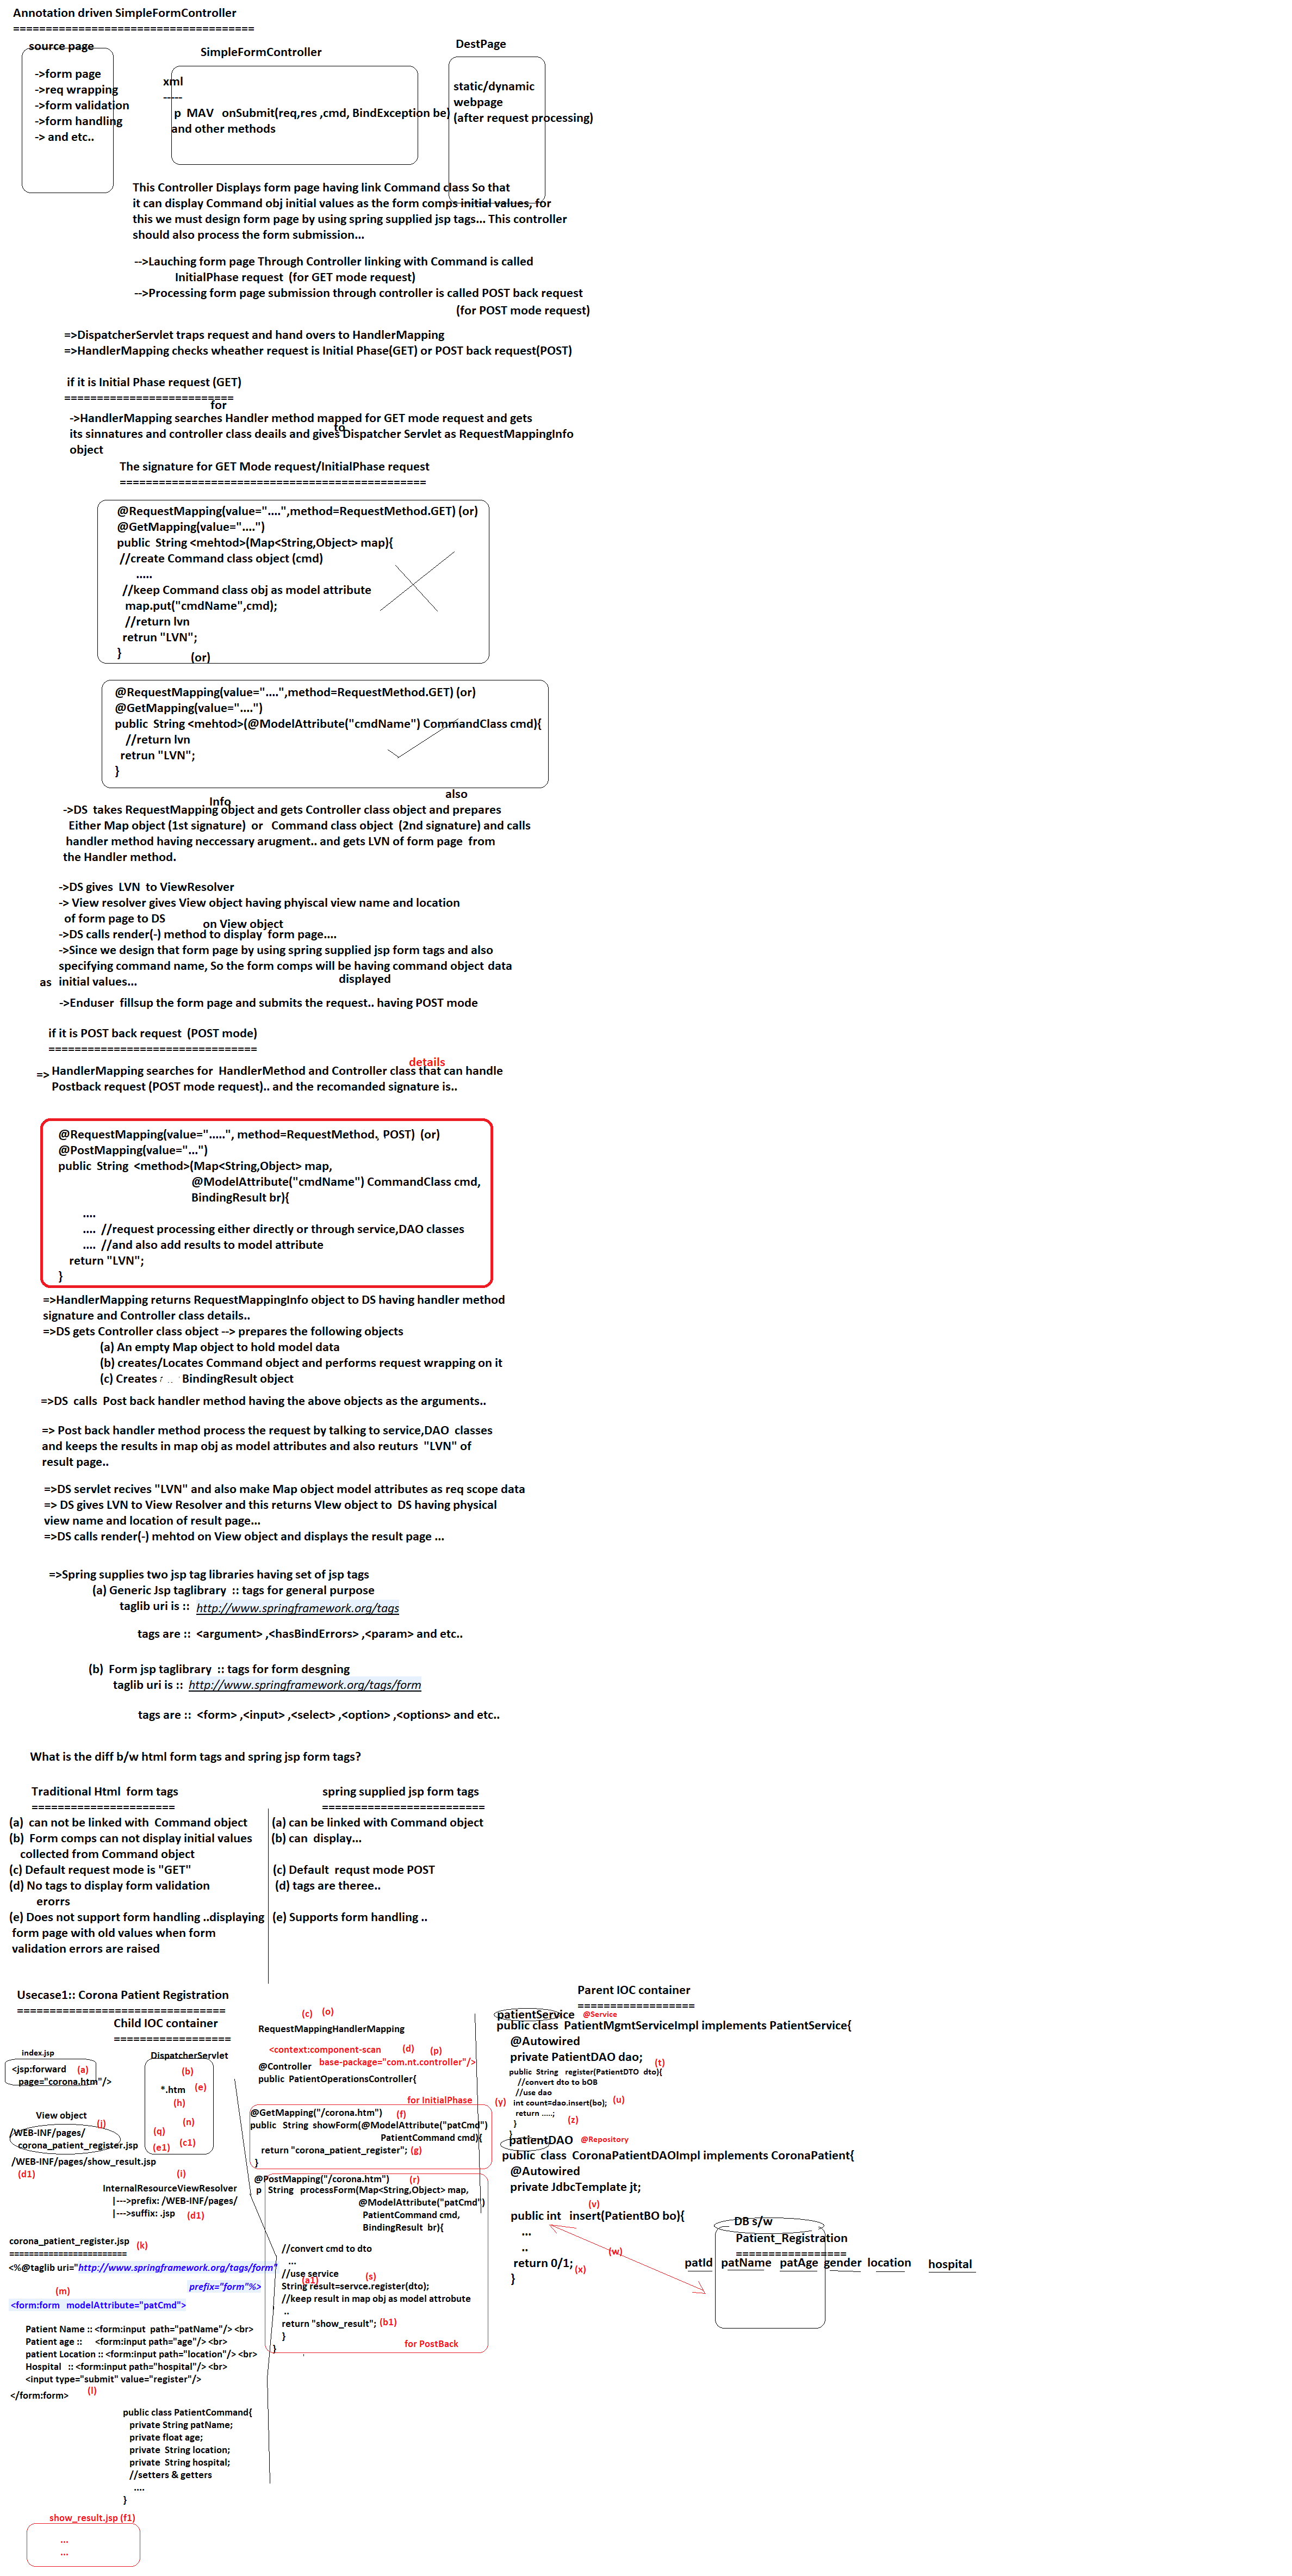 Annotation driven SimpleFormController
=====================================
source page
SimpleFormController
DestPage
->form page
->req wrapping
->form validation
->form handling
-> and etc..
xml
-----
p MAV onSubmit(req,res ,cmd, BindException be)
and other methods
static/dynamic
webpage
(after request processing)
This Controller Displays form page having link Command class So that
it can display Command obj initial values as the form comps initial values, for
this we must design form page by using spring supplied jsp tags... This controller
should also process the form submission...
-->Lauching form page Through Controller linking with Command is called
InitialPhase request (for GET mode request)
-->Processing form page submission through controller is called POST back request
(for POST mode request)
=>DispatcherServlet traps request and hand overs to HandlerMapping
=>HandlerMapping checks wheather request is Initial Phase(GET) or POST back request(POST)
if it is Initial Phase request (GET)
==========================
for
->HandlerMapping searches Handler method mapped for GET mode request and gets
to
its sinnatures and controller class deails and gives Dispatcher Servlet as RequestMappingInfo
object
The signature for GET Mode request/InitialPhase request
===============================================
@RequestMapping(value="....",method=RequestMethod.GET) (or)
@GetMapping(value="....")
public String <mehtod>(Map<String,Object> map){
//create Command class object (cmd)
.....
//keep Command class obj as model attribute
map.put("cmdName",cmd);
//return lvn
retrun "LVN";
}
(or)
@RequestMapping(value="....",method=RequestMethod.GET) (or)
@GetMapping(value="....")
public String <mehtod>(@ModelAttribute("cmdName") CommandClass cmd){
//return lvn
retrun "LVN";
}
Info
also
->DS takes RequestMapping object and gets Controller class object and prepares
Either Map object (1st signature) or Command class object (2nd signature) and calls
handler method having neccessary arugment.. and gets LVN of form page from
the Handler method.
->DS gives LVN to ViewResolver
-> View resolver gives View object having phyiscal view name and location
of form page to DS
on View object
->DS calls render(-) method to display form page....
->Since we design that form page by using spring supplied jsp form tags and also
specifying command name, So the form comps will be having command object data
displayed
as initial values...
->Enduser fillsup the form page and submits the request.. having POST mode
if it is POST back request (POST mode)
================================
details
=> HandlerMapping searches for HandlerMethod and Controller class that can handle
Postback request (POST mode request).. and the recomanded signature is..
@RequestMapping(value=".....", method=RequestMethod. POST) (or)
@PostMapping(value="...")
public String <method>(Map<String,Object> map,
@ModelAttribute("cmdName") CommandClass cmd,
BindingResult br){
....
.... //request processing either directly or through service,DAO classes
.... //and also add results to model attribute
return "LVN";
}
=>HandlerMapping returns RequestMappingInfo object to DS having handler method
signature and Controller class details..
=>DS gets Controller class object --> prepares the following objects
(a) An empty Map object to hold model data
(b) creates/Locates Command object and performs request wrapping on it
(c) Creates BindingResult object
=>DS calls Post back handler method having the above objects as the arguments..
=> Post back handler method process the request by talking to service,DAO classes
and keeps the results in map obj as model attributes and also reuturs "LVN" of
result page..
=>DS servlet recives "LVN" and also make Map object model attributes as req scope data
=> DS gives LVN to View Resolver and this returns VIew object to DS having physical
view name and location of result page...
=>DS calls render(-) mehtod on View object and displays the result page ...
=>Spring supplies two jsp tag libraries having set of jsp tags
(a) Generic Jsp taglibrary :: tags for general purpose
taglib uri is :: http://www.springframework.org/tags
tags are :: <argument> ,<hasBindErrors> ,<param> and etc..
(b) Form jsp taglibrary :: tags for form desgning
taglib uri is :: http://www.springframework.org/tags/form
tags are :: <form> ,<input> ,<select> ,<option> ,<options> and etc..
What is the diff b/w html form tags and spring jsp form tags?
Traditional Html form tags
======================
(a) can not be linked with Command object
(b) Form comps can not display initial values
collected from Command object
(c) Default request mode is "GET"
(d) No tags to display form validation
erorrs
(e) Does not support form handling ..displaying
form page with old values when form
validation errors are raised
spring supplied jsp form tags
=========================
(a) can be linked with Command object
(b) can display...
(c) Default requst mode POST
(d) tags are theree..
(e) Supports form handling ..
Usecase1:: Corona Patient Registration
================================
Child IOC container
==================
index.jsp
<jsp:forward (a)
page="corona.htm"/>
DispatcherServlet
(b)
*.htm (e)
(h)
(n)
(q)
(e1) (c1)
View object
(j)
/WEB-INF/pages/
corona_patient_register.jsp
/WEB-INF/pages/show_result.jsp
(d1)
(i)
InternalResourceViewResolver
|--->prefix: /WEB-INF/pages/
|--->suffix: .jsp (d1)
corona_patient_register.jsp (k)
========================
<%@taglib uri="http://www.springframework.org/tags/form"
prefix="form"%>
(m)
<form:form modelAttribute="patCmd">
Patient Name :: <form:input path="patName"/> <br>
Patient age :: <form:input path="age"/> <br>
patient Location :: <form:input path="location"/> <br>
Hospital :: <form:input path="hospital"/> <br>
<input type="submit" value="register"/>
</form:form> (l)
public class PatientCommand{
private String patName;
private float age;
private String location;
private String hospital;
//setters & getters
....
}
show_result.jsp (f1)
...
...
(c) (o)
RequestMappingHandlerMapping
<context:component-scan (d) (p)
base-package="com.nt.controller"/>
@Controller
public PatientOperationsController{
for InitialPhase
@GetMapping("/corona.htm") (f)
public String showForm(@ModelAttribute("patCmd")
PatientCommand cmd){
return "corona_patient_register"; (g)
}
@PostMapping("/corona.htm") (r)
p String processForm(Map<String,Object> map,
@ModelAttribute("patCmd")
PatientCommand cmd,
BindingResult br){
//convert cmd to dto
...
//use service
(a1) (s)
String result=servce.register(dto);
//keep result in map obj as model attrobute
..
return "show_result"; (b1)
}
for PostBack
}
Parent IOC container
==================
patientService @Service
public class PatientMgmtServiceImpl implements PatientService{
@Autowired
private PatientDAO dao;
(t)
public String register(PatientDTO dto){
//convert dto to bOB
//use dao
(y) int count=dao.insert(bo); (u)
return .....;
} (z)
}
patientDAO @Repository
public class CoronaPatientDAOImpl implements CoronaPatient{
@Autowired
private JdbcTemplate jt;
(v)
public int insert(PatientBO bo){
...
..
(w)
return 0/1; (x)
}
DB s/w
Patient_Registration
=================
patId patName patAge gender location hospital